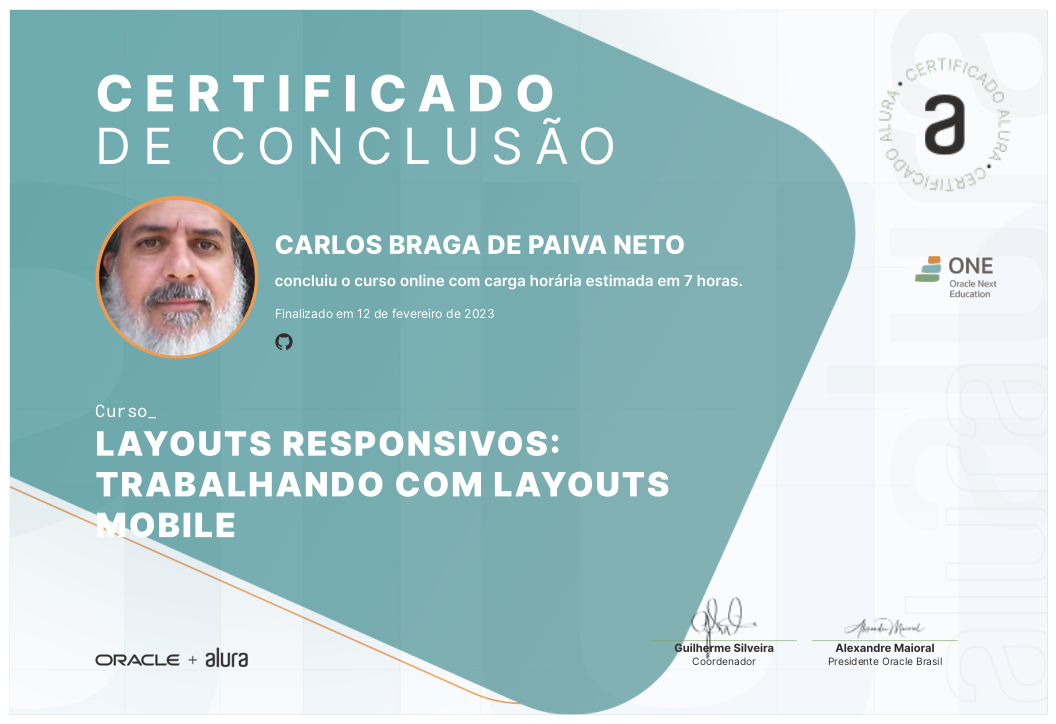 CERTIFICADO
DE CONCLUSÃO
CERTIFICADO ALURA • CERTIFICADO ALURA •
a
CARLOS BRAGA DE PAIVA NETO
concluiu o curso online com carga horária estimada em 7 horas.
Finalizado em 12 de fevereiro de 2023
ONE
Oracle Next
Education
Curso_
LAYOUTS RESPONSIVOS:
TRABALHANDO COM LAYOUTS
MOBILE
ORACLE + alura
Guilherme Silveira
Coordenador
Alexandre Maioral
Presidente Oracle Brasil
alura